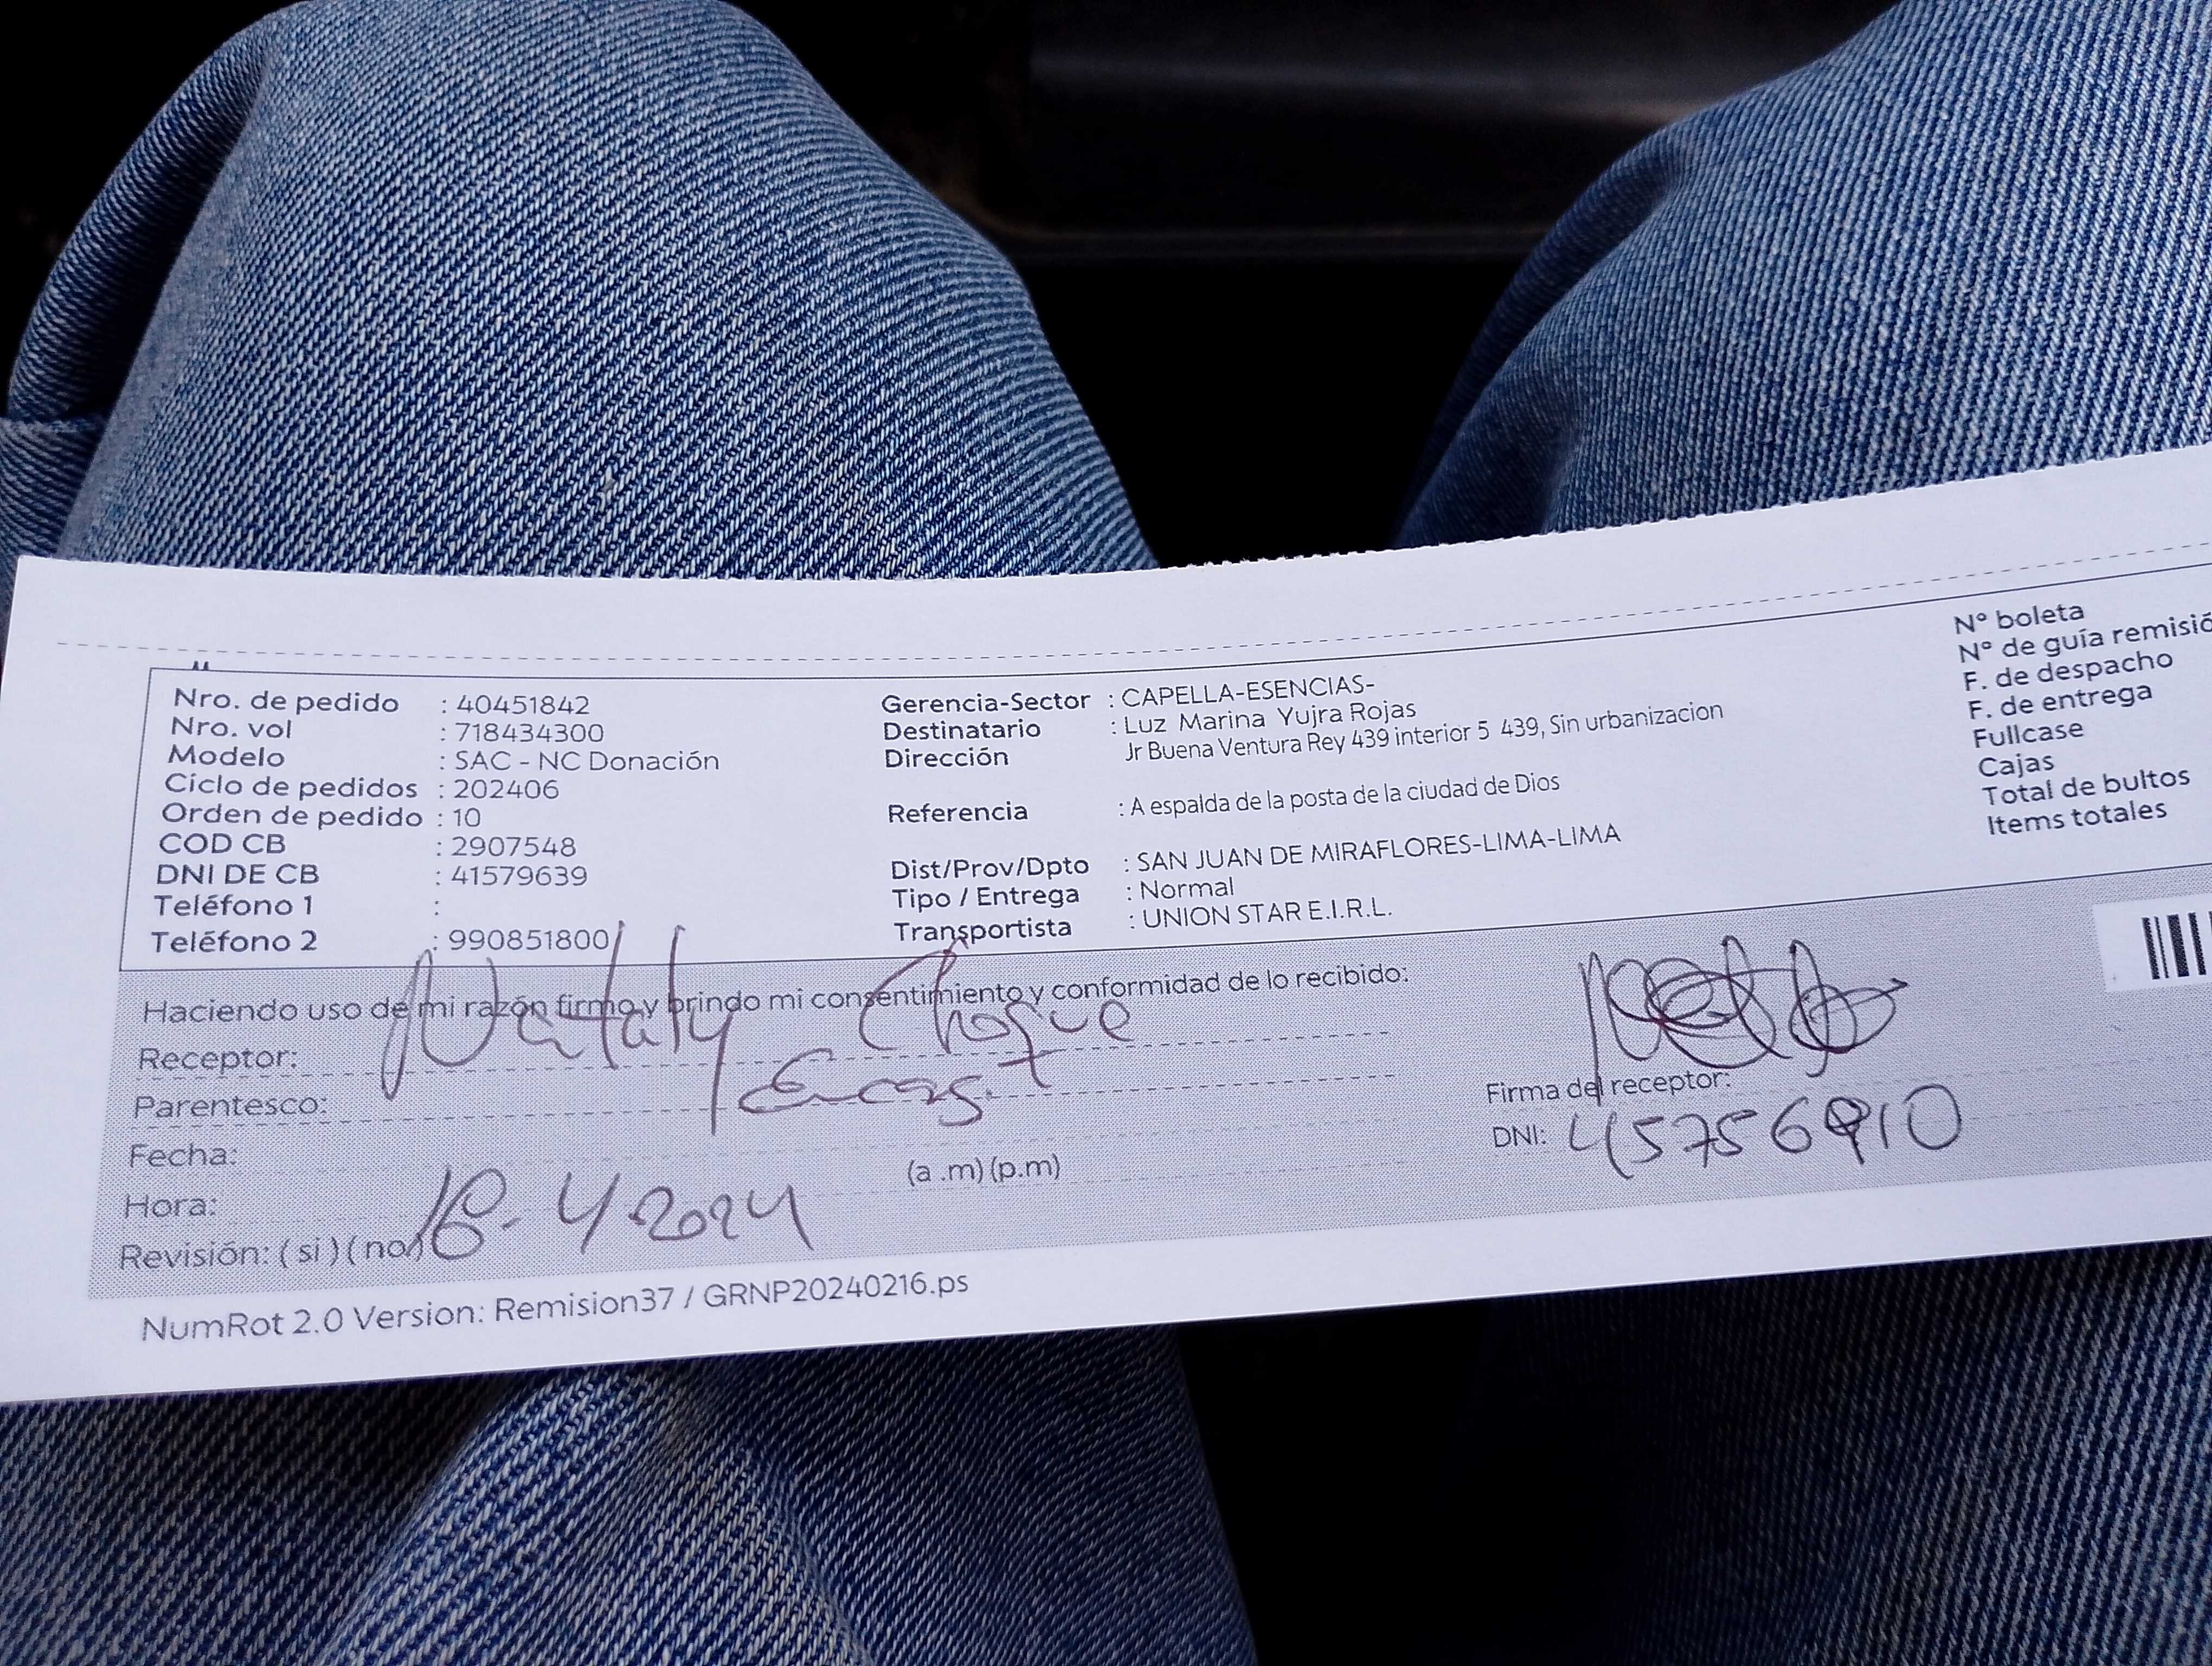 Nro. de pedido : 40451842
Nro. vol : 718434300
Modelo : SAC - NC Donación
Ciclo de pedidos : 202406
Orden de pedido : 10
COD CB : 2907548
DNI DE CB : 41579639
Teléfono 1 :
Teléfono 2 : 990851800
Gerencia-Sector : CAPELLA-ESENCIAS-
Destinatario : Luz Marina Yujra Rojas
Dirección Jr Buena Ventura Rey 439 interior 5 439, Sin urbanizacion
Referencia : A espalda de la posta de la ciudad de Dios
Dist/Prov/Dpto : SAN JUAN DE MIRAFLORES-LIMA-LIMA
Tipo / Entrega : Normal
Transportista : UNION STAR E.I.R.L.
N° boleta
N° de guía remisió
F. de despacho
F. de entrega
Fullcase
Cajas
Total de bultos
Items totales
Haciendo uso de mi razón firmo y brindo mi consentimiento y conformidad de lo recibido:
Receptor: Nataly Choque
Parentesco:
Fecha:
Hora: (a .m) (p.m)
18-4-2024
Revisión: ( si ) ( no )
Firma del receptor:
DNI: 45756910
NumRot 2.0 Version: Remision37 / GRNP20240216.ps